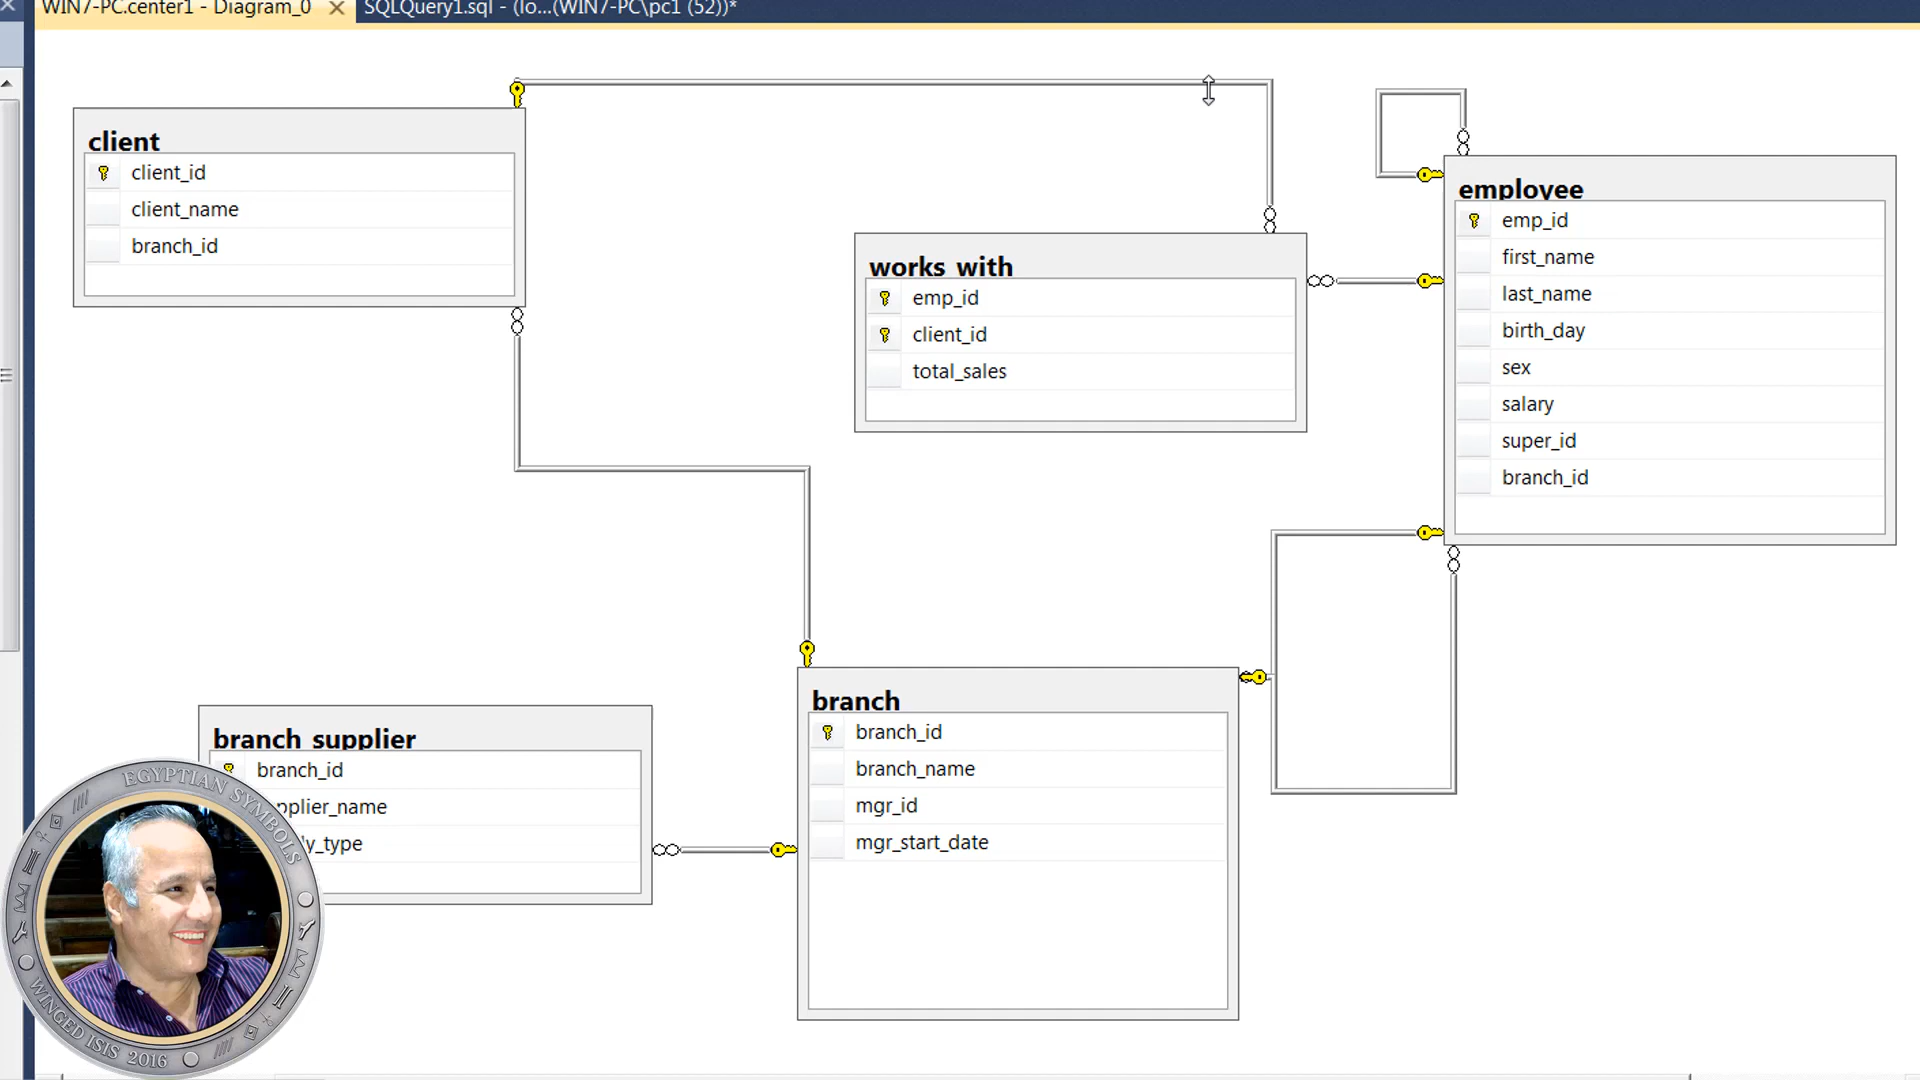 WIN7-PC.center1 - Diagram_0
SQLQuery1.sql - (lo...(WIN7-PC\pc1 (52))*
client
client_id
client_name
branch_id
works_with
emp_id
client_id
total_sales
employee
emp_id
first_name
last_name
birth_day
sex
salary
super_id
branch_id
branch_supplier
branch_id
pplier_name
ly_type
branch
branch_id
branch_name
mgr_id
mgr_start_date
EGYPTIAN SYMBOLS
WINGED ISIS 2016